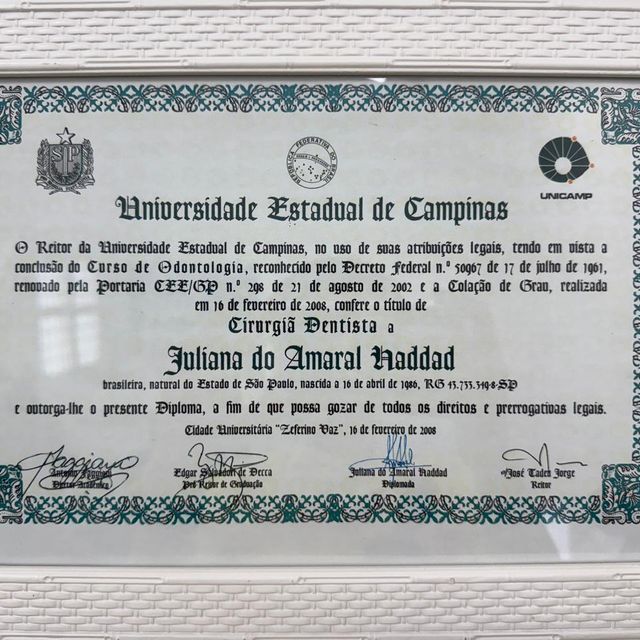 REPÚBLICA FEDERATIVA DO BRASIL
UNICAMP
Universidade Estadual de Campinas
O Reitor da Universidade Estadual de Campinas, no uso de suas atribuições legais, tendo em vista a
conclusão do Curso de Odontologia, reconhecido pelo Decreto Federal n.º 50967 de 17 de julho de 1961,
renovado pela Portaria CEE/GP n.º 298 de 21 de agosto de 2002 e a Colação de Grau, realizada
em 16 de fevereiro de 2008, confere o título de
Cirurgiã Dentista a
Juliana do Amaral Haddad
brasileira, natural do Estado de São Paulo, nascida a 16 de abril de 1986, RG 43.733.349-8-SP
e outorga-lhe o presente Diploma, a fim de que possa gozar de todos os direitos e prerrogativas legais.
Cidade Universitária "Zeferino Vaz", 16 de fevereiro de 2008
Edgar Salvadori de Decca Juliana do Amaral Haddad José Tadeu Jorge
Pró Reitor de Graduação Diplomada Reitor